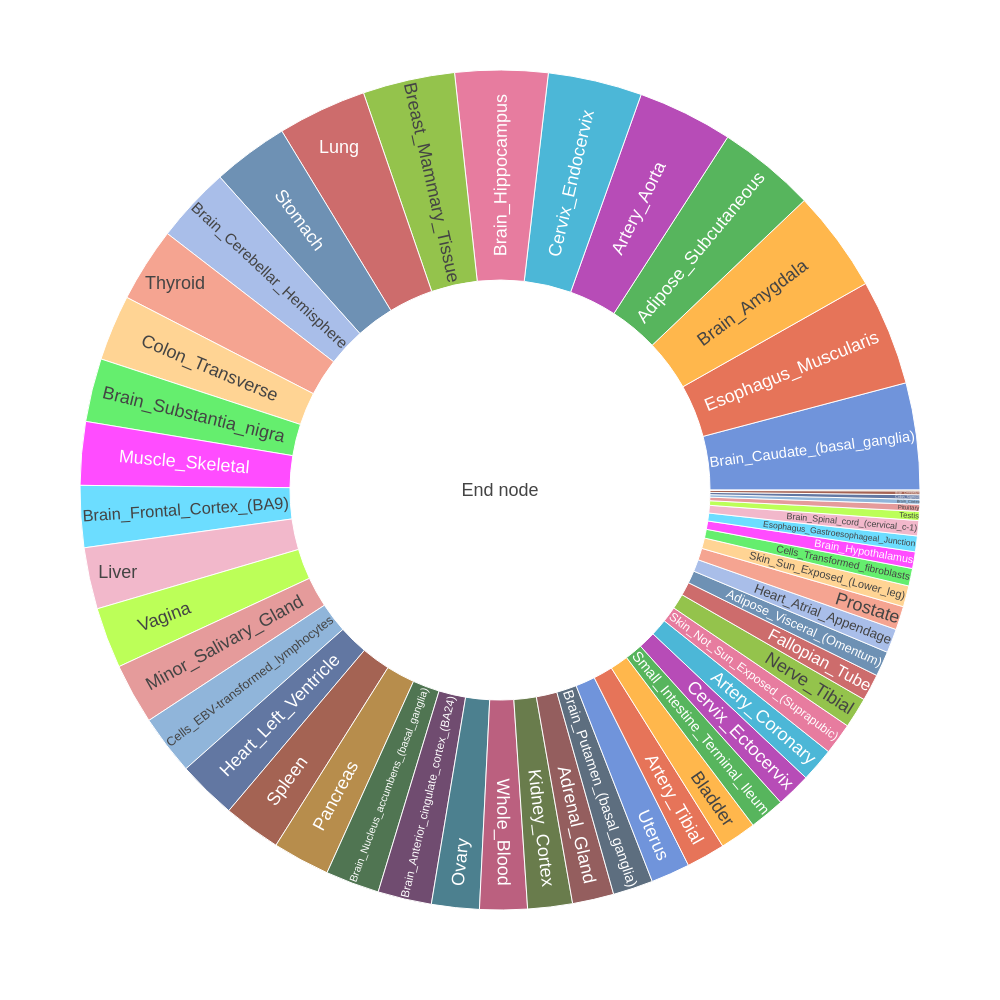 End node
Brain_Caudate_(basal_ganglia)
Esophagus_Muscularis
Brain_Amygdala
Adipose_Subcutaneous
Artery_Aorta
Cervix_Endocervix
Brain_Hippocampus
Breast_Mammary_Tissue
Lung
Stomach
Brain_Cerebellar_Hemisphere
Thyroid
Colon_Transverse
Brain_Substantia_nigra
Muscle_Skeletal
Brain_Frontal_Cortex_(BA9)
Liver
Vagina
Minor_Salivary_Gland
Cells_EBV-transformed_lymphocytes
Heart_Left_Ventricle
Spleen
Pancreas
Brain_Nucleus_accumbens_(basal_ganglia)
Brain_Anterior_cingulate_cortex_(BA24)
Ovary
Whole_Blood
Kidney_Cortex
Adrenal_Gland
Brain_Putamen_(basal_ganglia)
Uterus
Artery_Tibial
Bladder
Small_Intestine_Terminal_Ileum
Cervix_Ectocervix
Artery_Coronary
Skin_Not_Sun_Exposed_(Suprapubic)
Nerve_Tibial
Fallopian_Tube
Adipose_Visceral_(Omentum)
Heart_Atrial_Appendage
Prostate
Skin_Sun_Exposed_(Lower_leg)
Cells_Transformed_fibroblasts
Brain_Hypothalamus
Esophagus_Gastroesophageal_Junction
Brain_Spinal_cord_(cervical_c-1)
Testis
Pituitary